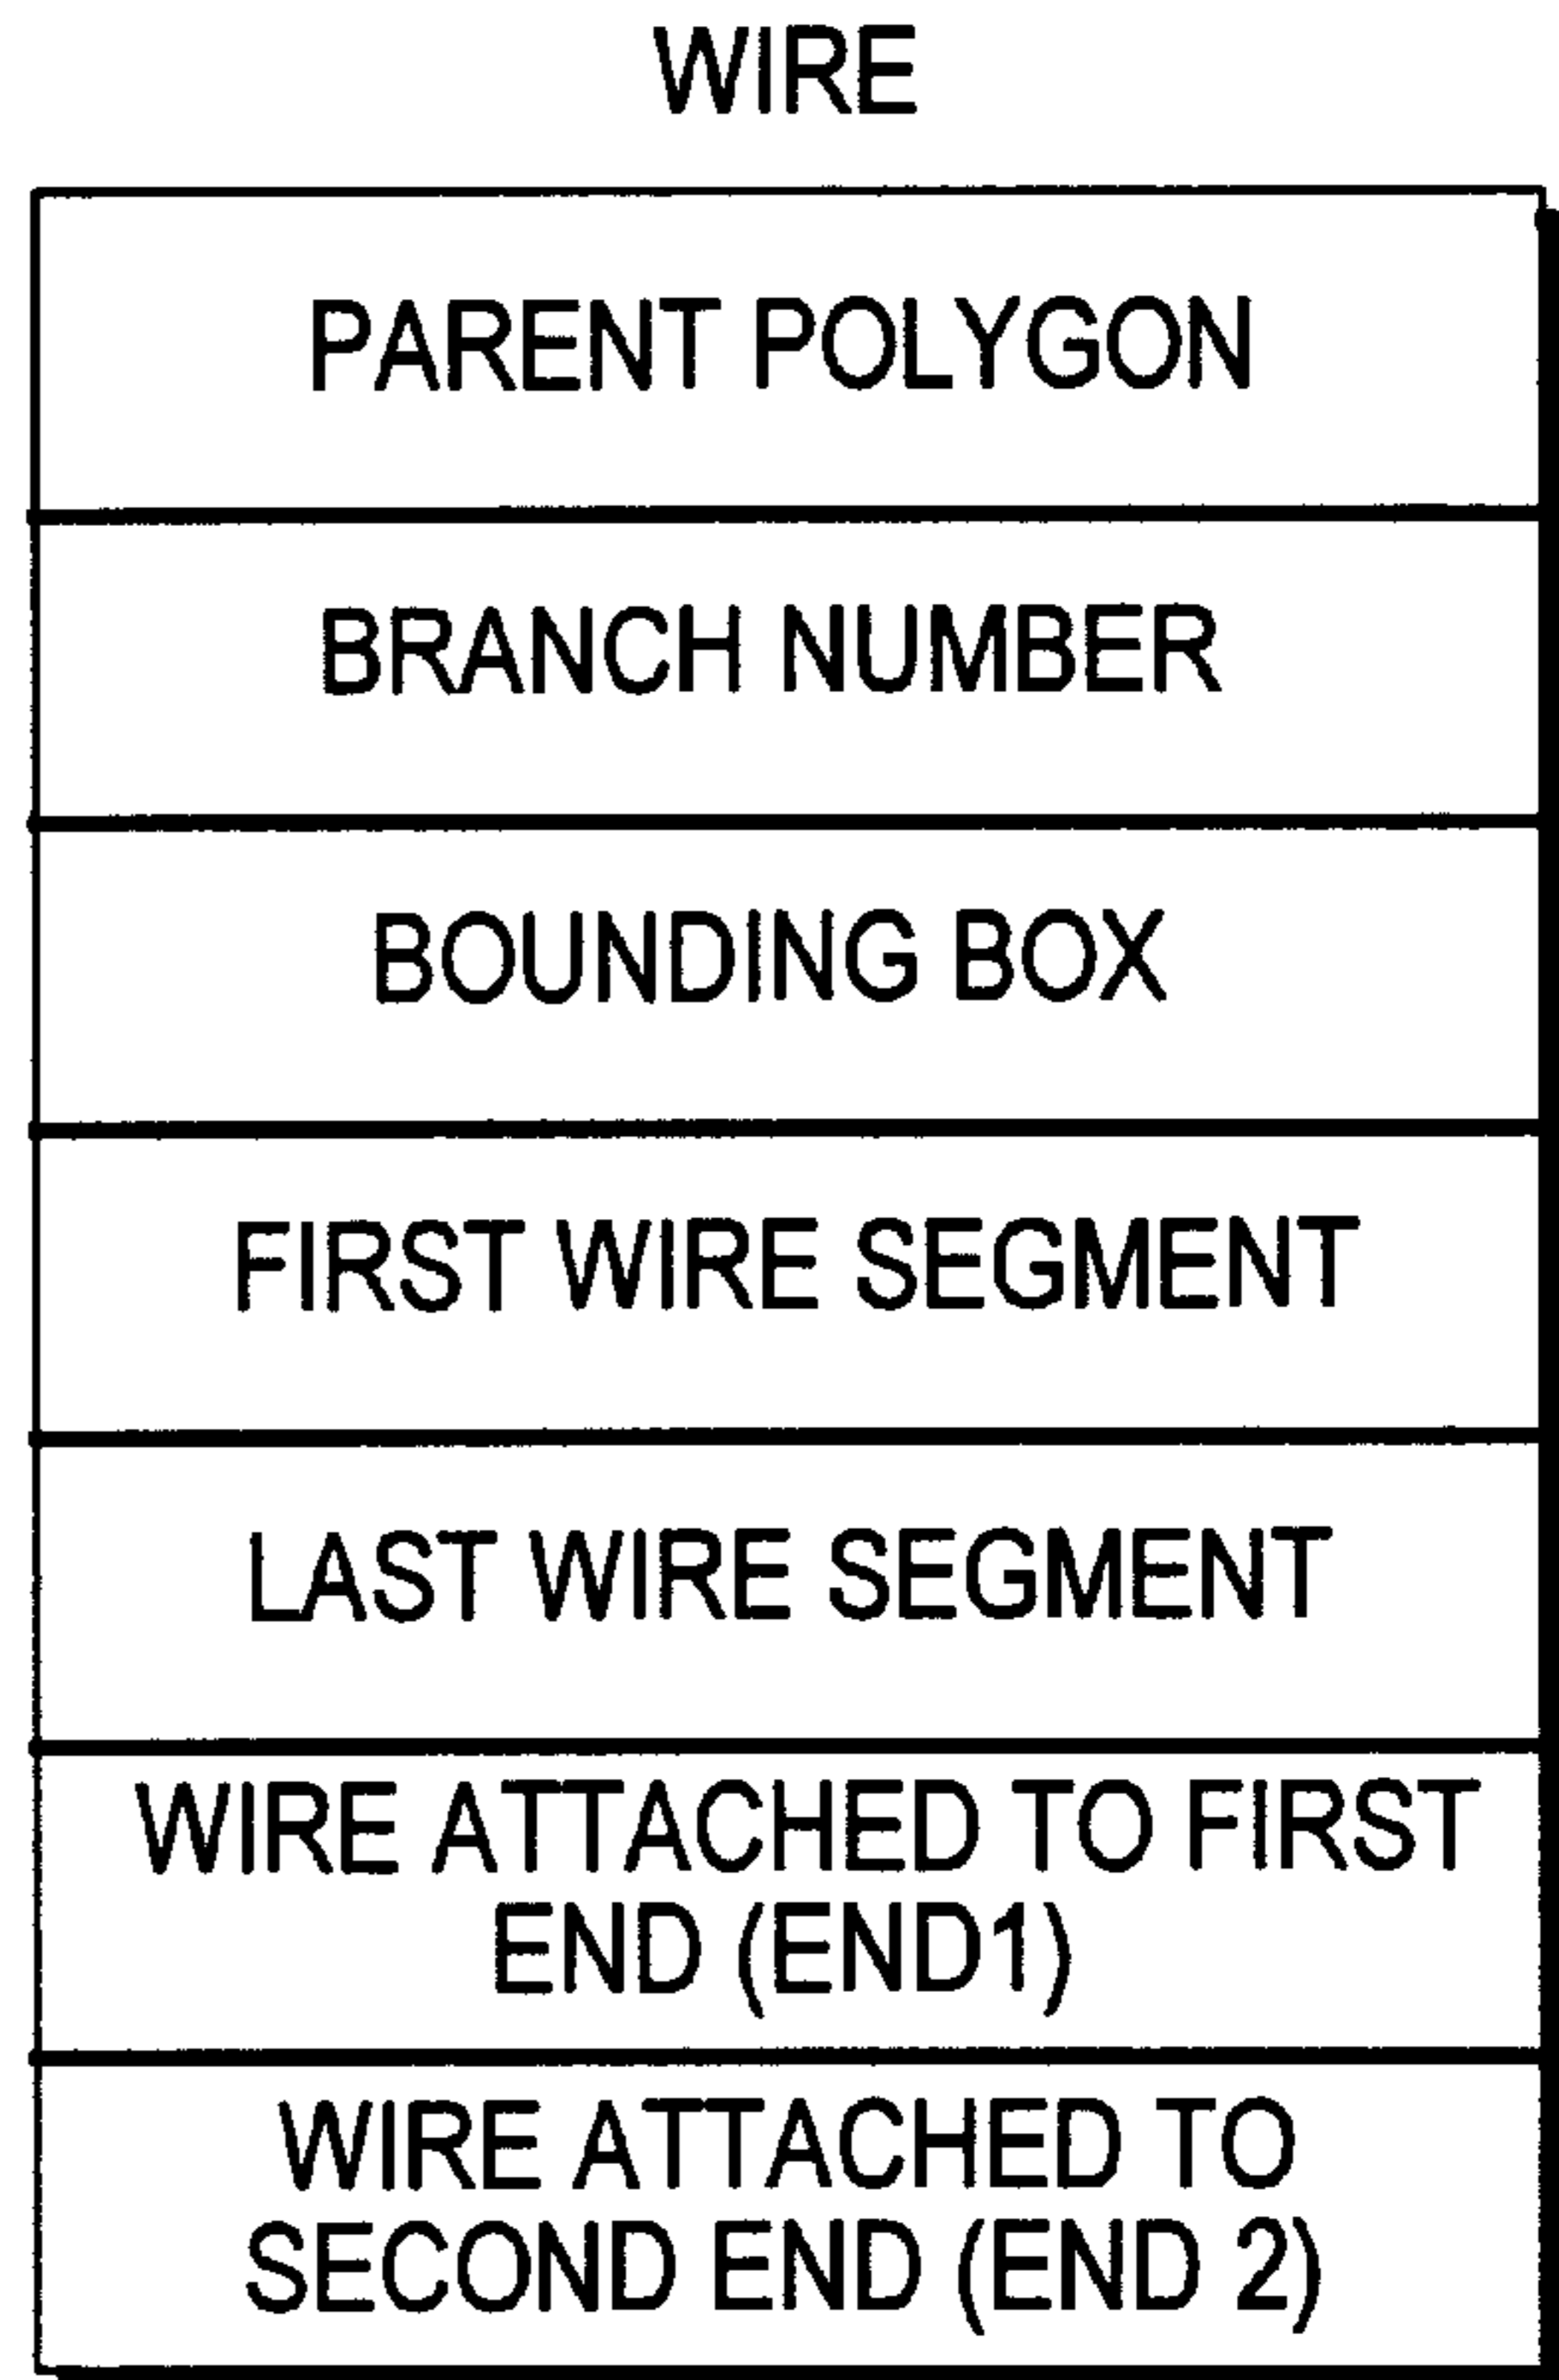 WIRE
PARENT POLYGON
BRANCH NUMBER
BOUNDING BOX
FIRST WIRE SEGMENT
LAST WIRE SEGMENT
WIRE ATTACHED TO FIRST
END (END1)
WIRE ATTACHED TO
SECOND END (END 2)